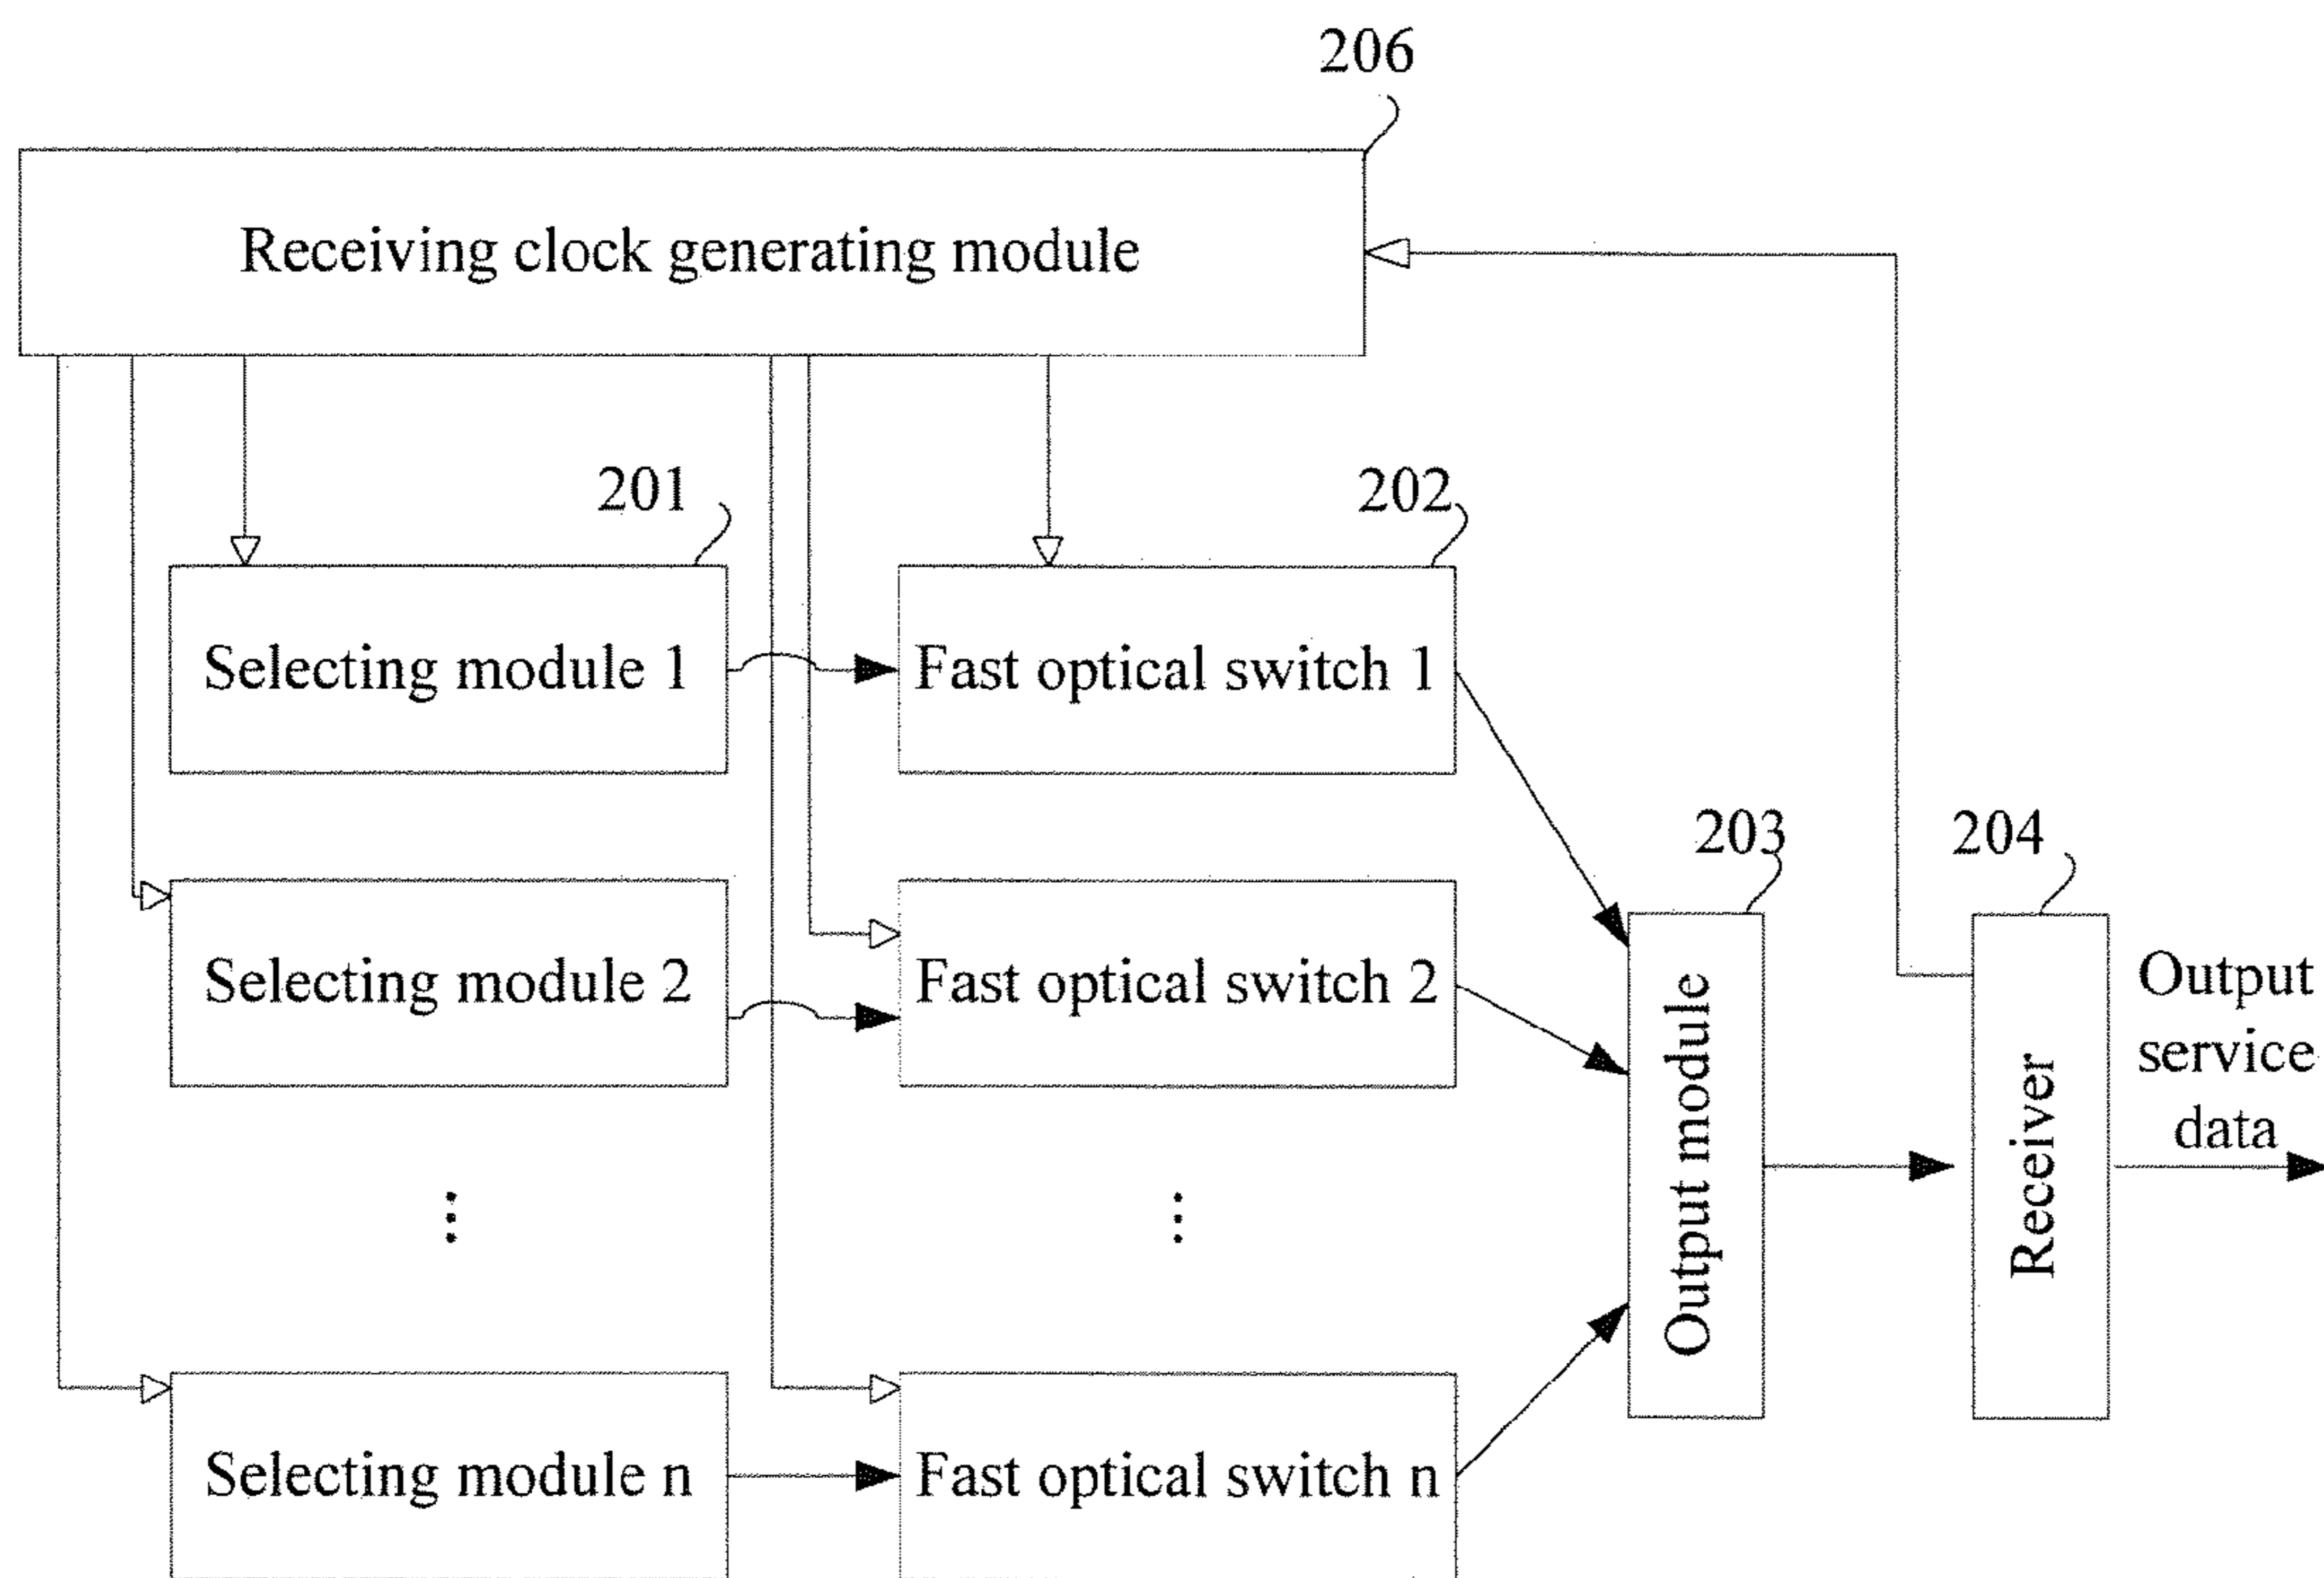 206
Receiving clock generating module
201
202
Selecting module 1
Fast optical switch 1
203
204
Selecting module 2
Fast optical switch 2
Output module
Receiver
Output
service
data
Selecting module n
Fast optical switch n